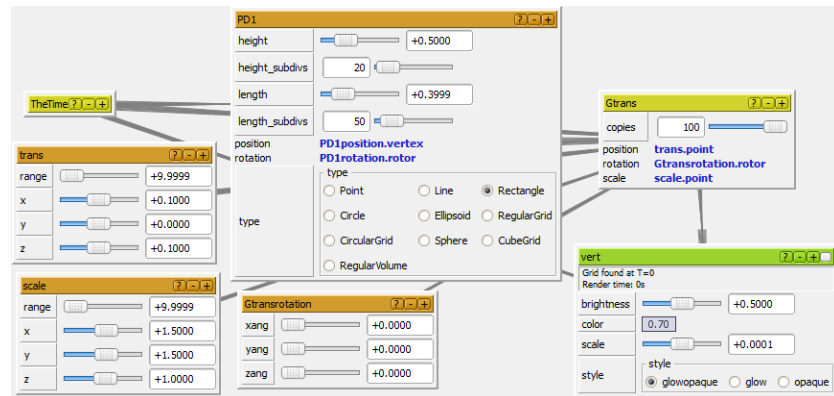 PD1 ? - +
height +0.5000
height_subdivs 20
length +0.3999
length_subdivs 50
position PD1position.vertex
rotation PD1rotation.rotor
type
type
Point Line Rectangle
Circle Ellipsoid RegularGrid
CircularGrid Sphere CubeGrid
RegularVolume
TheTime ? - +
trans ? - +
range +9.9999
x +0.1000
y +0.0000
z +0.1000
scale ? - +
range +9.9999
x +1.5000
y +1.5000
z +1.0000
Gtransrotation ? - +
xang +0.0000
yang +0.0000
zang +0.0000
Gtrans ? - +
copies 100
position trans.point
rotation Gtransrotation.rotor
scale scale.point
vert ? - +
Grid found at T=0
Render time: 0s
brightness +0.5000
color 0.70
scale +0.0001
style
style
glowopaque glow opaque